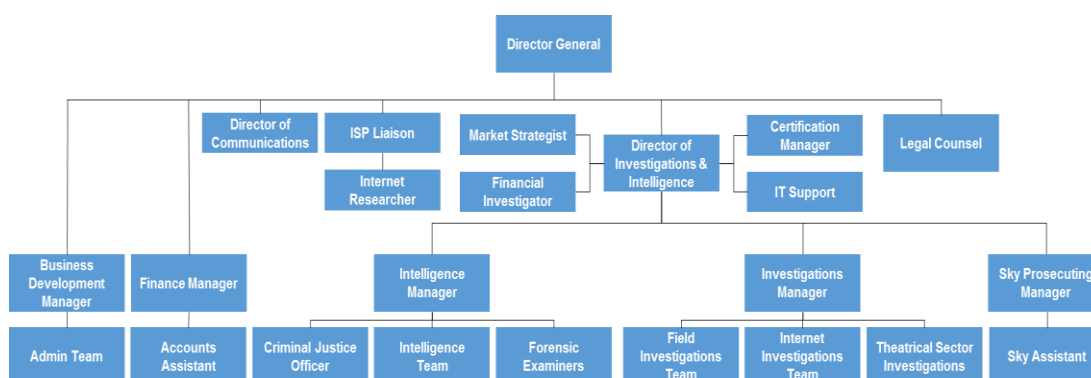 Director General
Director of
Communications
ISP Liaison
Market Strategist
Director of
Investigations &
Intelligence
Certification
Manager
Legal Counsel
Internet
Researcher
Financial
Investigator
IT Support
Business
Development
Manager
Finance Manager
Intelligence
Manager
Investigations
Manager
Sky Prosecuting
Manager
Admin Team
Accounts
Assistant
Criminal Justice
Officer
Intelligence
Team
Forensic
Examiners
Field
Investigations
Team
Internet
Investigations
Team
Theatrical Sector
Investigations
Sky Assistant